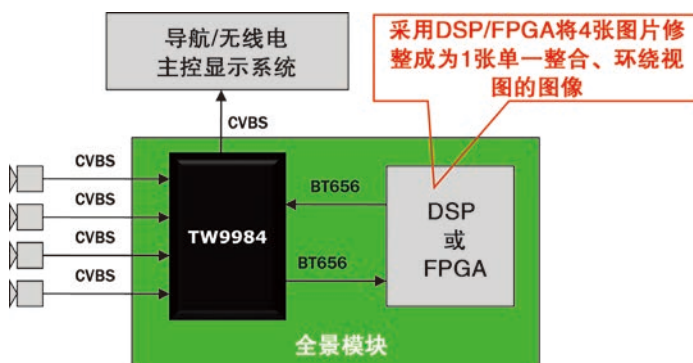 导航/无线电
主控显示系统
采用DSP/FPGA将4张图片修
整成为1张单一整合、环绕视
图的图像
CVBS
CVBS
CVBS
CVBS
CVBS
TW9984
BT656
BT656
DSP
或
FPGA
全景模块